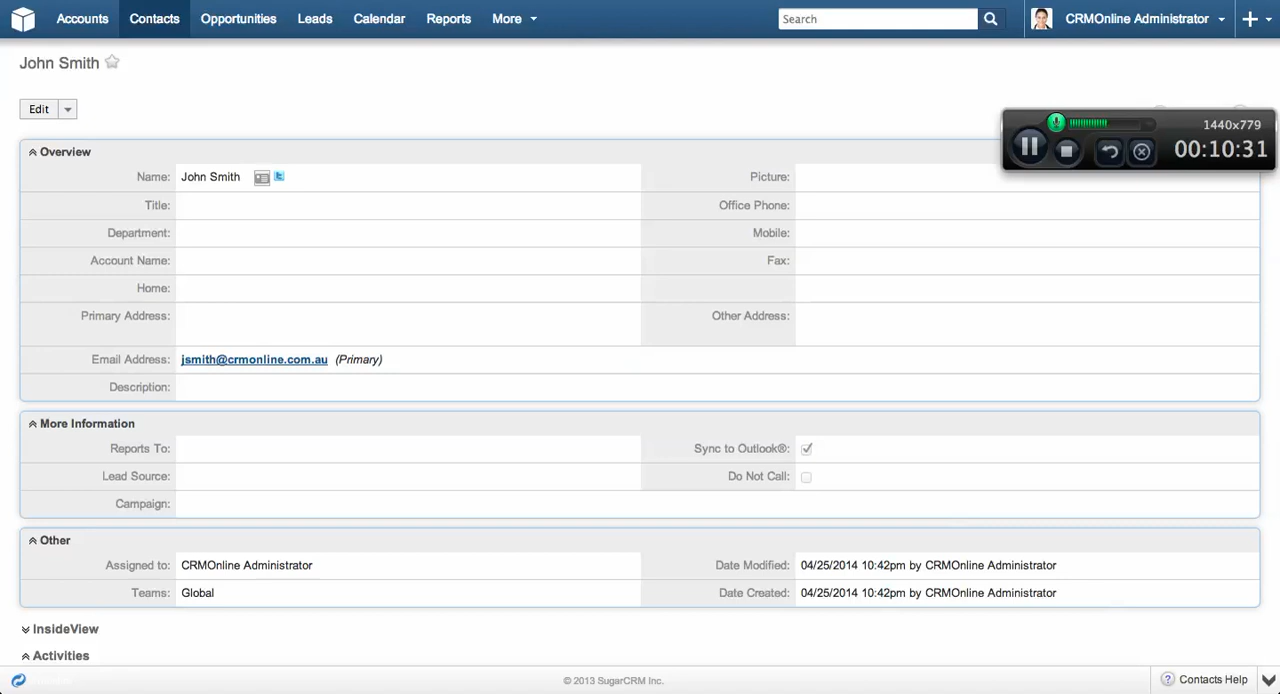 Accounts Contacts Opportunities Leads Calendar Reports More Search CRMOnline Administrator
John Smith
Edit
1440x779
00:10:31
Overview
Name: John Smith Picture:
Title: Office Phone:
Department: Mobile:
Account Name: Fax:
Home:
Primary Address: Other Address:
Email Address: jsmith@crmonline.com.au (Primary)
Description:
More Information
Reports To: Sync to Outlook®:
Lead Source: Do Not Call:
Campaign:
Other
Assigned to: CRMOnline Administrator Date Modified: 04/25/2014 10:42pm by CRMOnline Administrator
Teams: Global Date Created: 04/25/2014 10:42pm by CRMOnline Administrator
InsideView
Activities
© 2013 SugarCRM Inc. ? Contacts Help